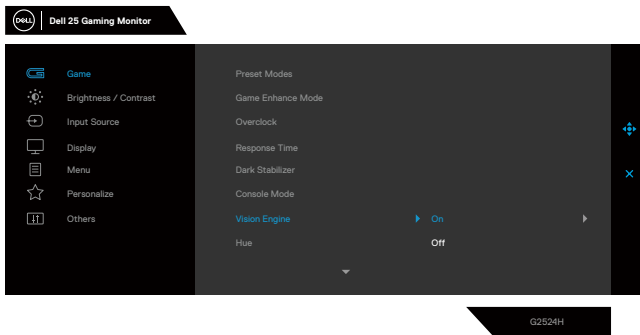 DELL
Dell 25 Gaming Monitor
Game
Brightness / Contrast
Input Source
Display
Menu
Personalize
Others
Preset Modes
Game Enhance Mode
Overclock
Response Time
Dark Stabilizer
Console Mode
Vision Engine
On
Hue
Off
G2524H